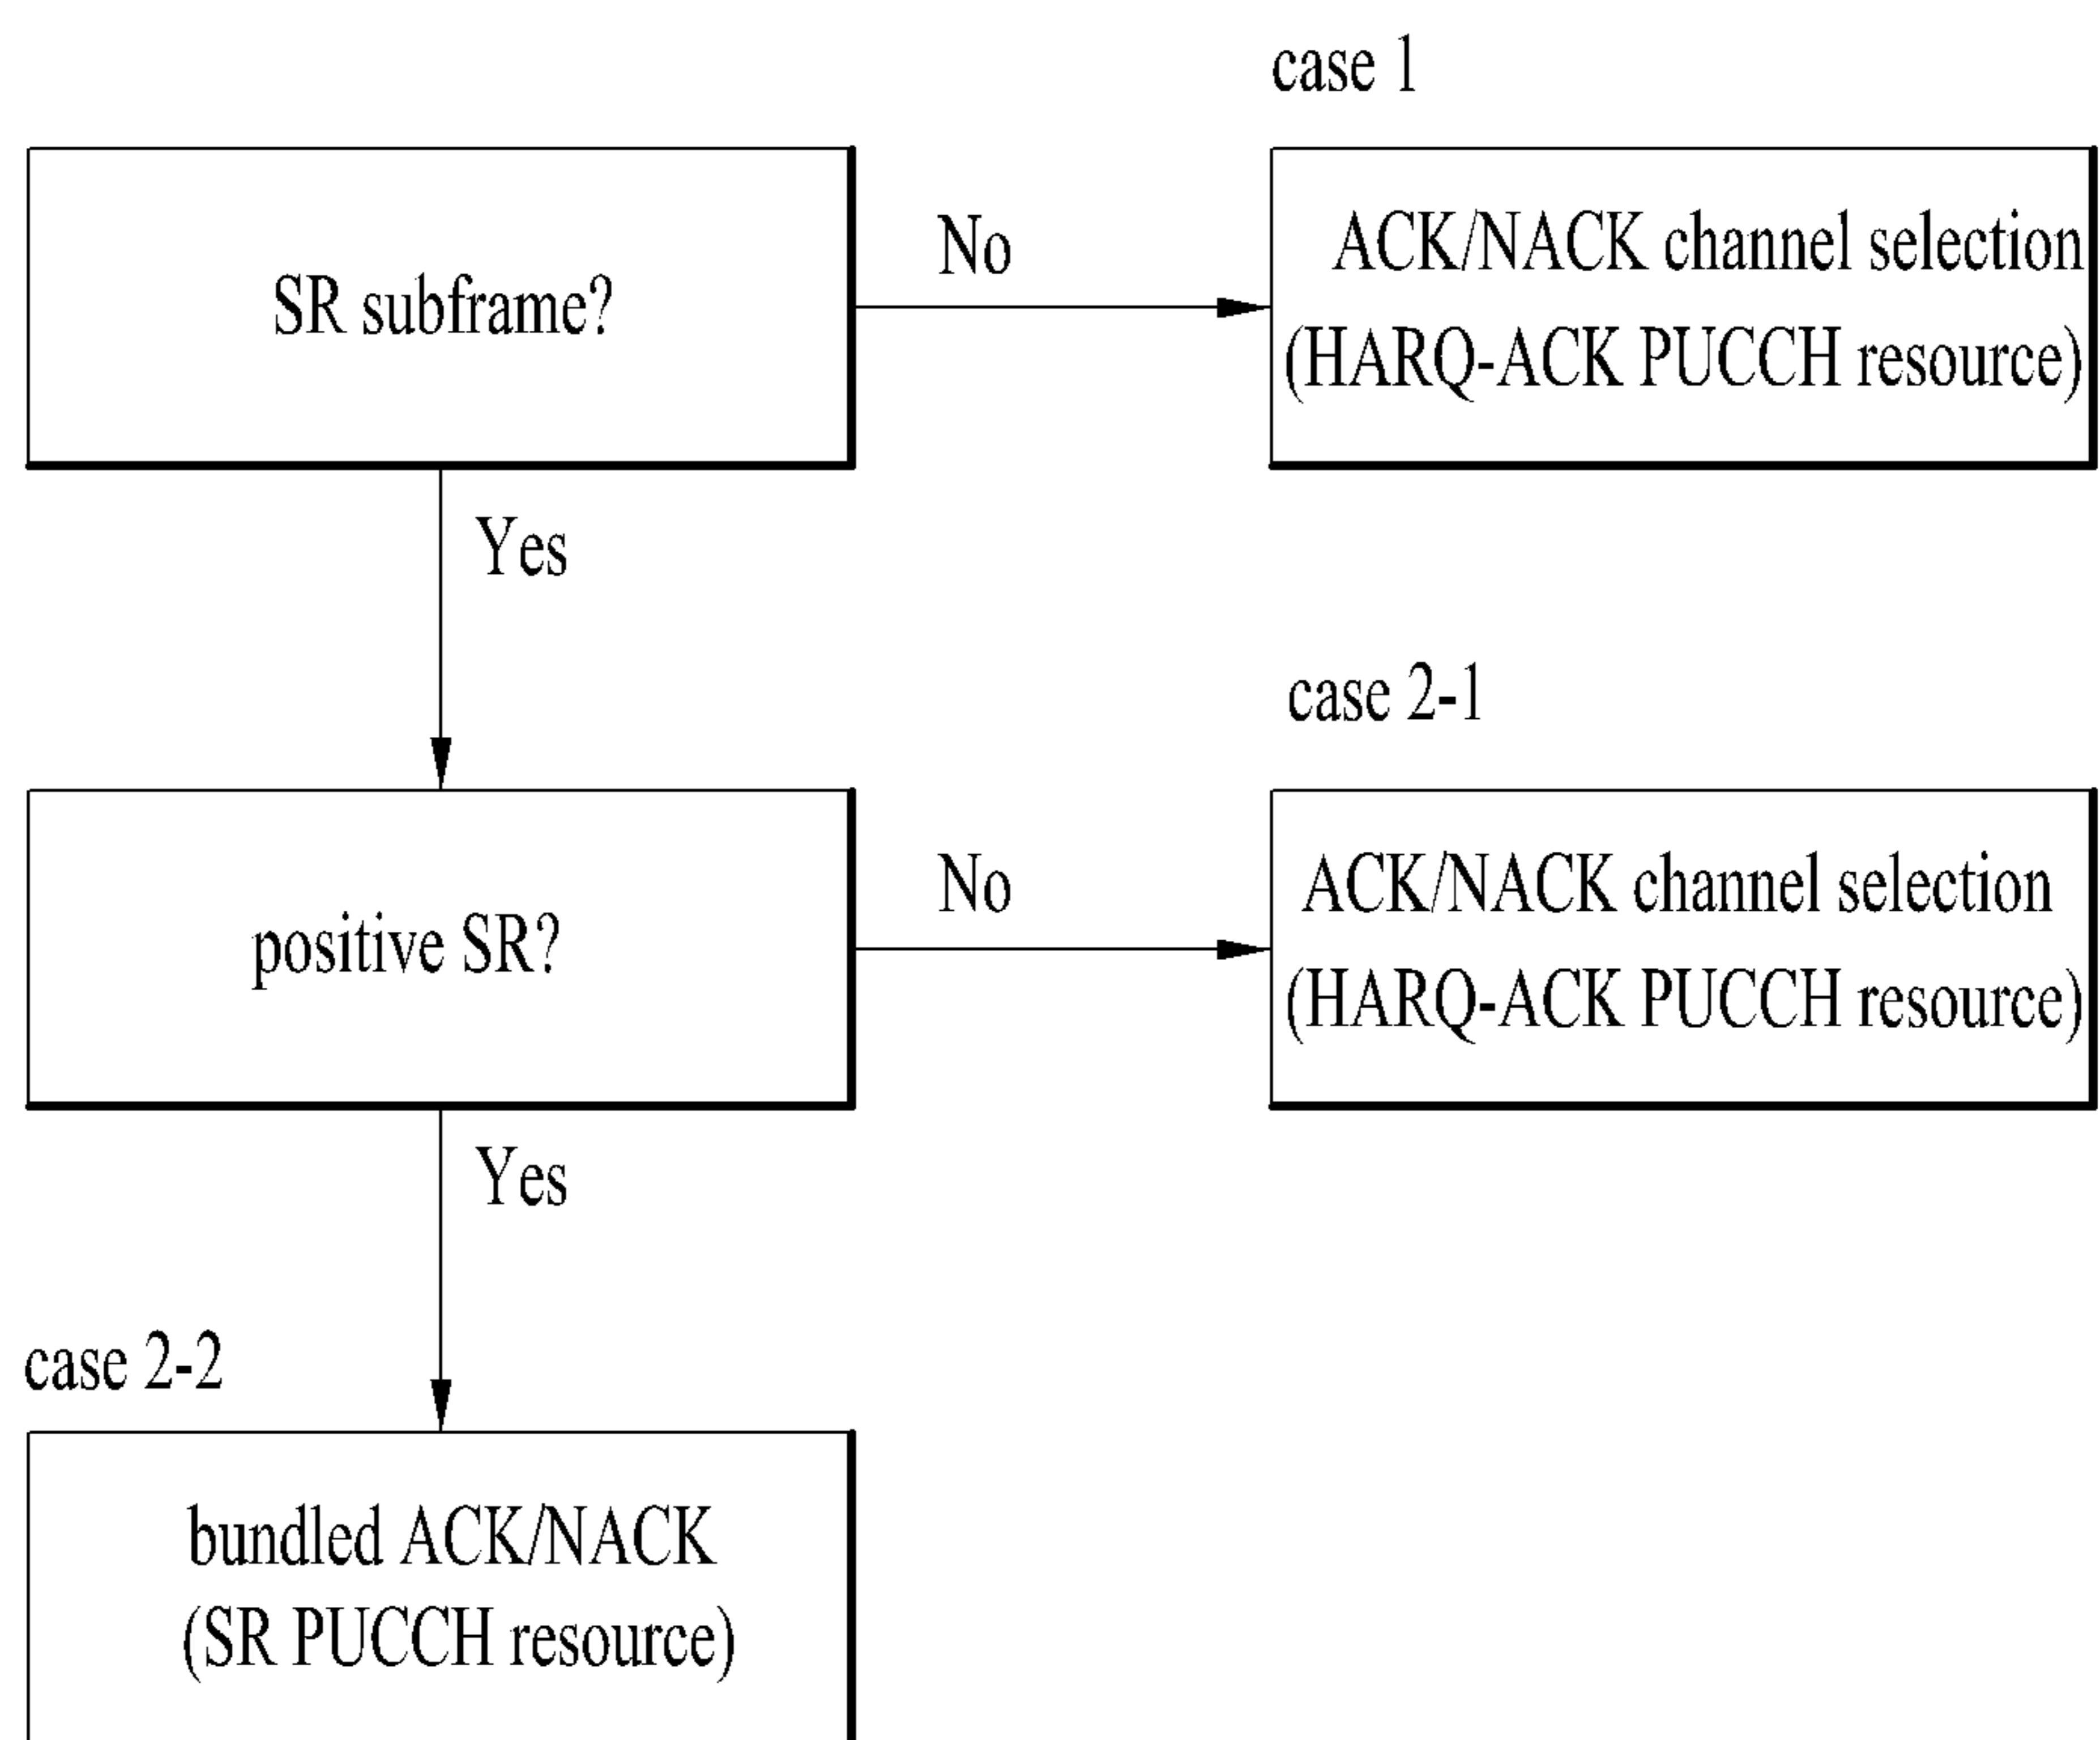 case 1
SR subframe?
No
ACK/NACK channel selection
(HARQ-ACK PUCCH resource)
Yes
case 2-1
positive SR?
No
ACK/NACK channel selection
(HARQ-ACK PUCCH resource)
Yes
case 2-2
bundled ACK/NACK
(SR PUCCH resource)